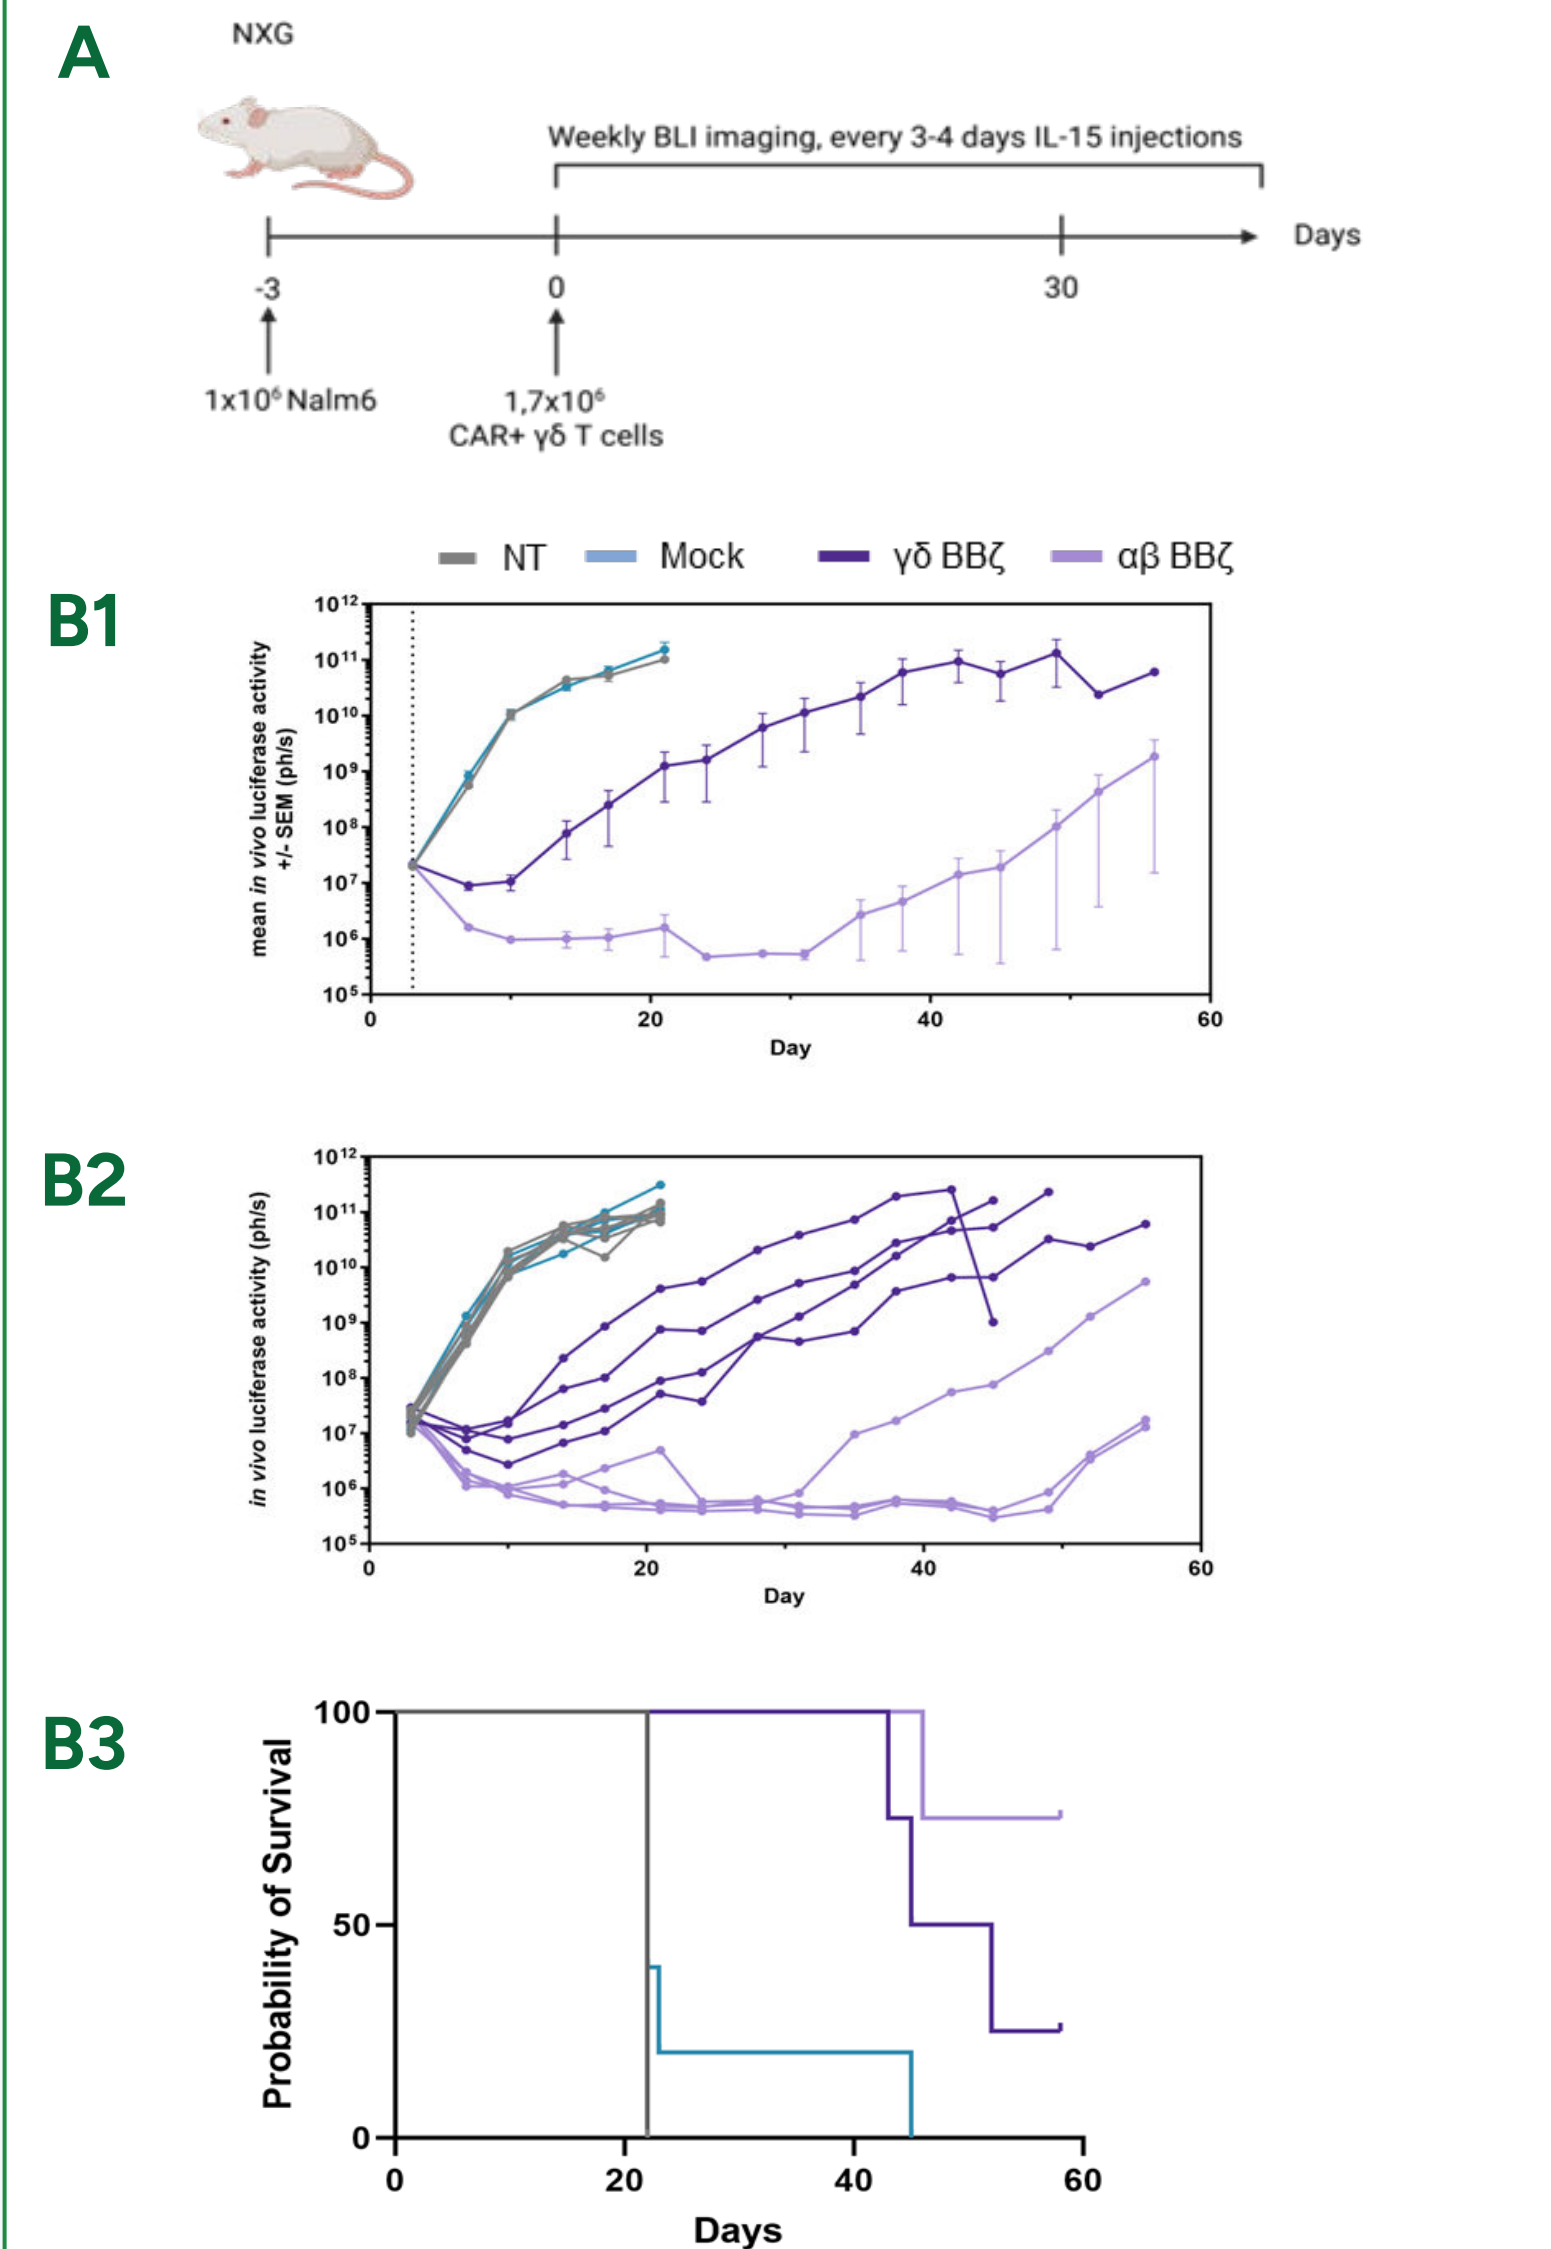 A
NXG
Weekly BLI imaging, every 3-4 days IL-15 injections
Days
-3
0
30
1x10⁶ Nalm6
1,7x10⁶
CAR+ γδ T cells
NT
Mock
γδ BBζ
αβ BBζ
B1
mean in vivo luciferase activity
+/- SEM (ph/s)
10¹²
10¹¹
10¹⁰
10⁹
10⁸
10⁷
10⁶
10⁵
0
20
40
60
Day
B2
in vivo luciferase activity (ph/s)
10¹²
10¹¹
10¹⁰
10⁹
10⁸
10⁷
10⁶
10⁵
0
20
40
60
Day
B3
Probability of Survival
100
50
0
0
20
40
60
Days